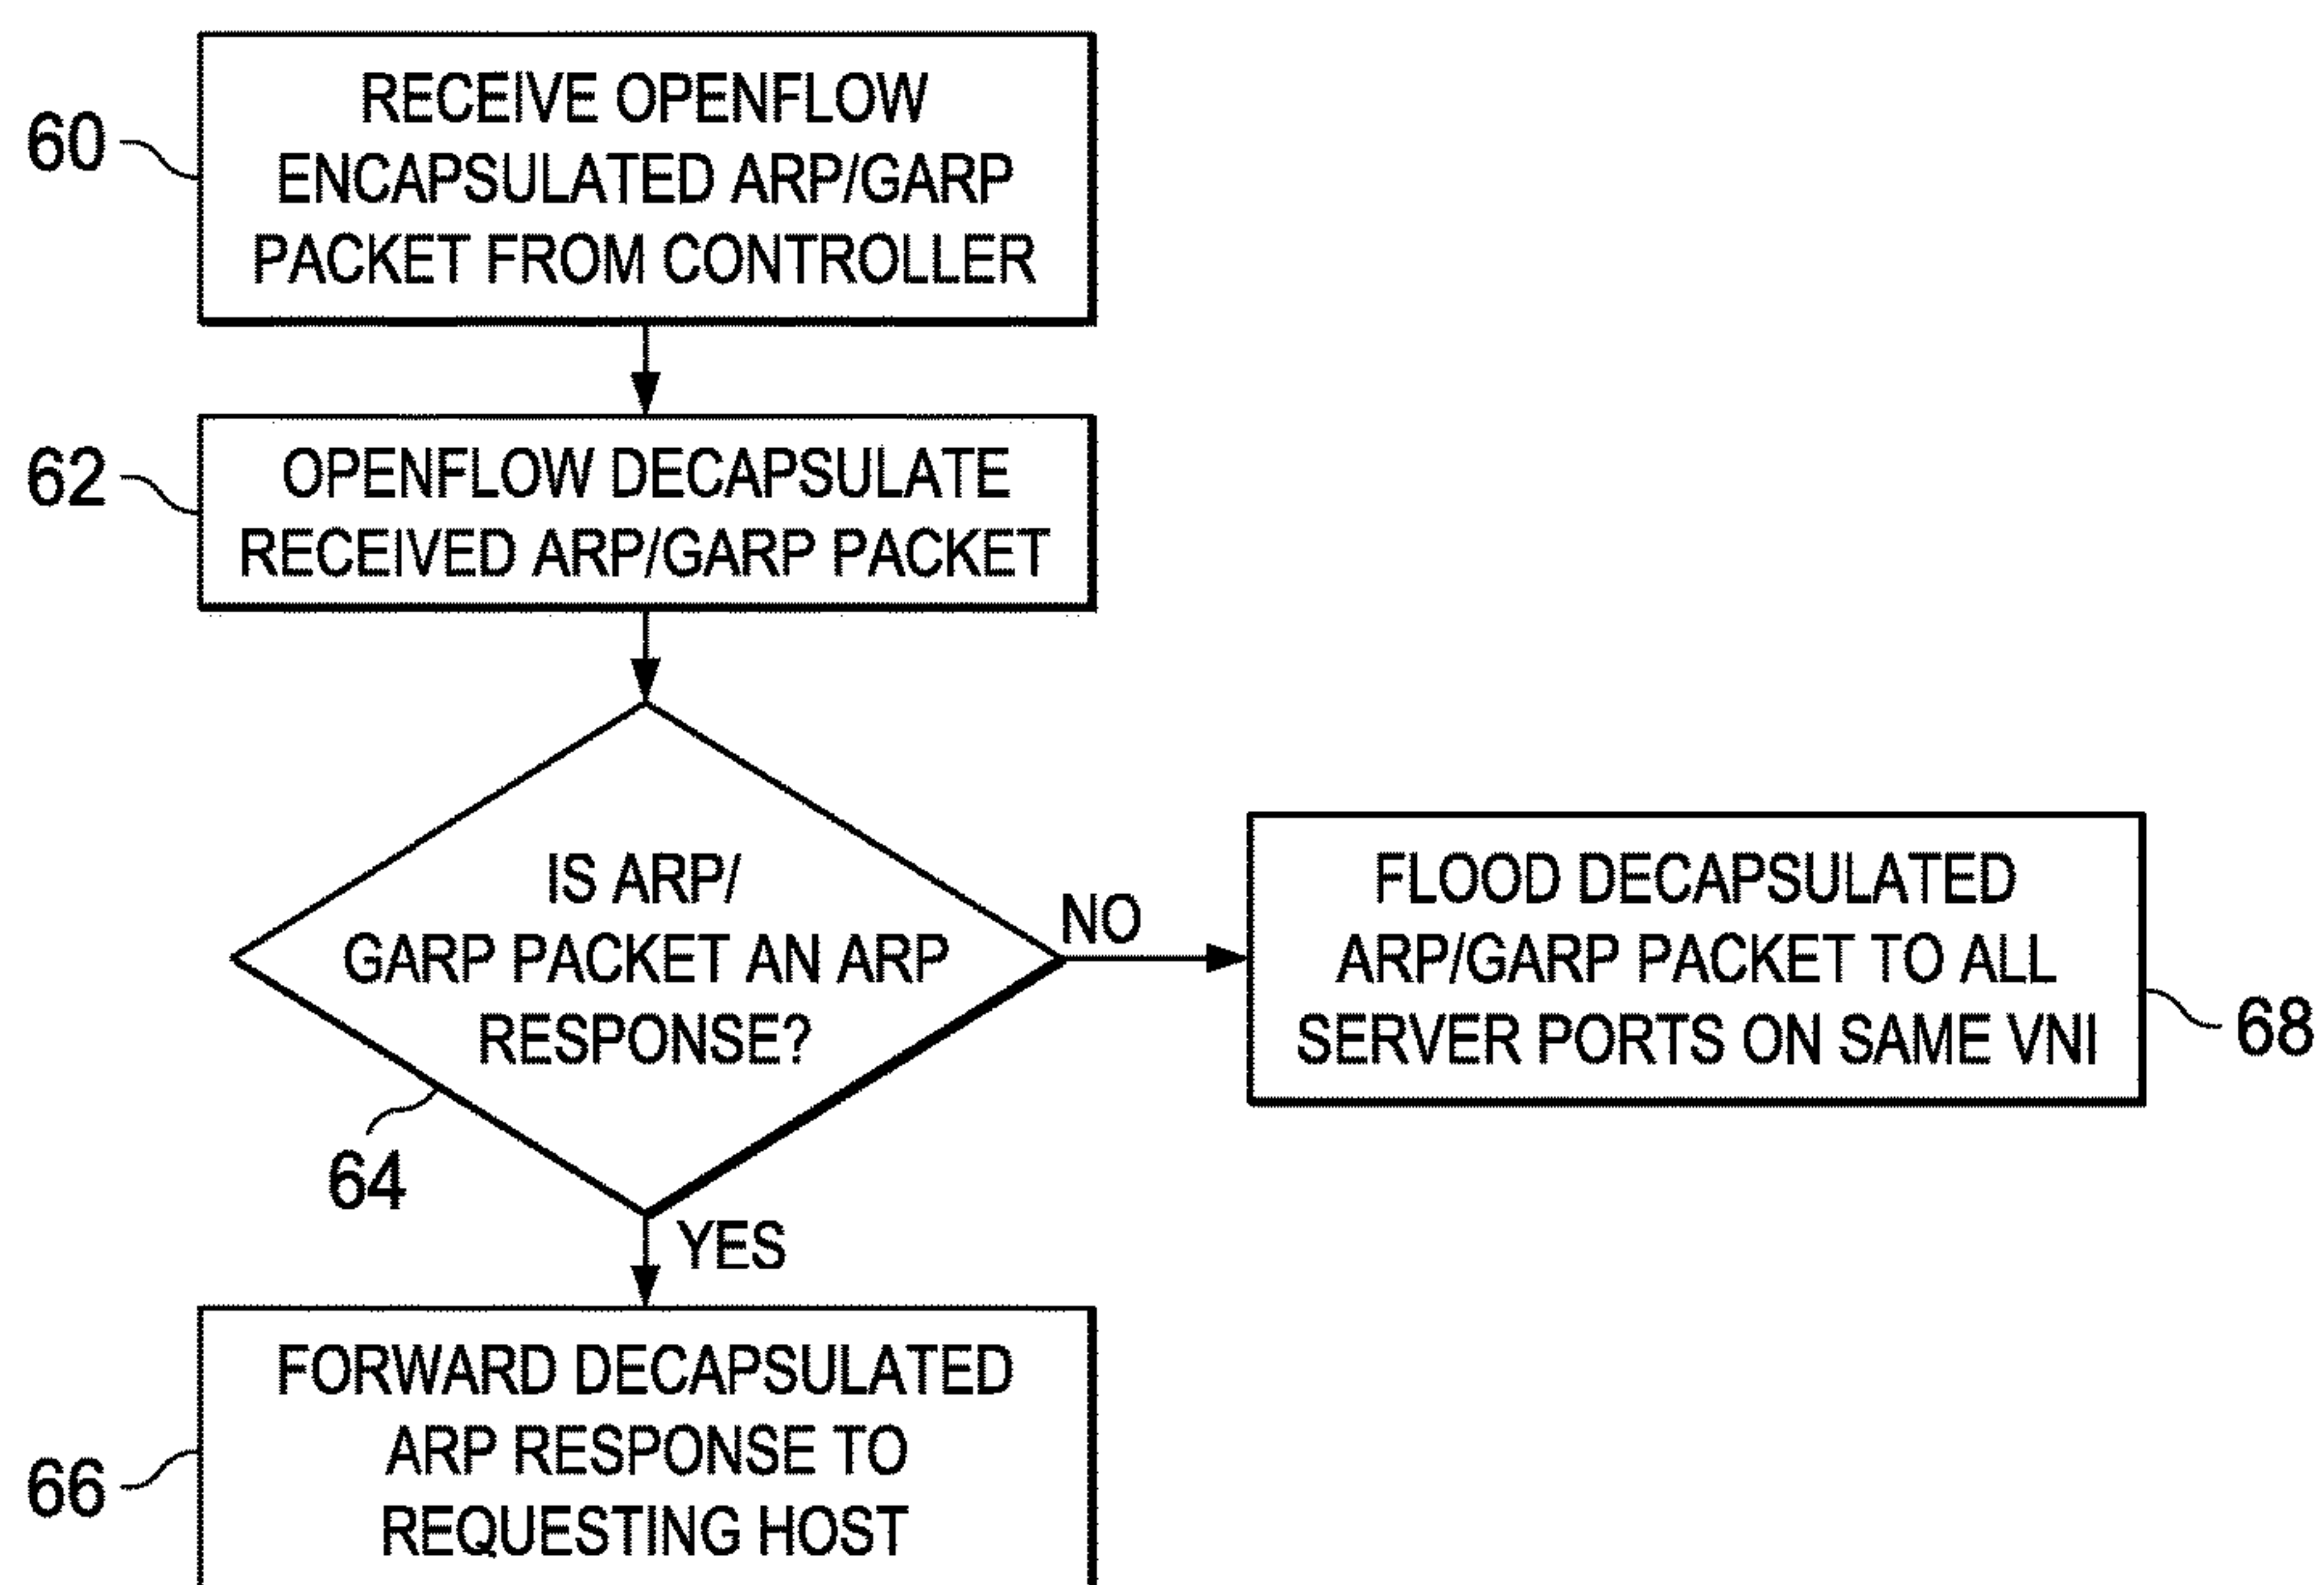 60
RECEIVE OPENFLOW
ENCAPSULATED ARP/GARP
PACKET FROM CONTROLLER
62
OPENFLOW DECAPSULATE
RECEIVED ARP/GARP PACKET
IS ARP/
GARP PACKET AN ARP
RESPONSE?
64
NO
FLOOD DECAPSULATED
ARP/GARP PACKET TO ALL
SERVER PORTS ON SAME VNI
68
YES
66
FORWARD DECAPSULATED
ARP RESPONSE TO
REQUESTING HOST